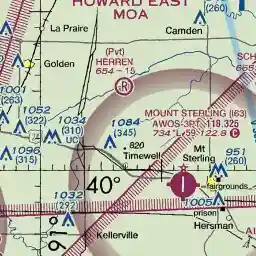 HOWARD EAST
MOA
La Praire
Camden
(Pvt)
HERREN
654 - 15
R
Golden
1001
(263)
1052
(322)
1034
(310)
UC
1084
(345)
1096
(315)
MOUNT STERLING (I63)
AWOS-3PT 118.325
734 L 59 122.8 C
820
Timewell
Mt
Sterling
951
(260)
fairgrounds
40°
1032
(292)
1005
prison
Hersman
91°
Kellerville